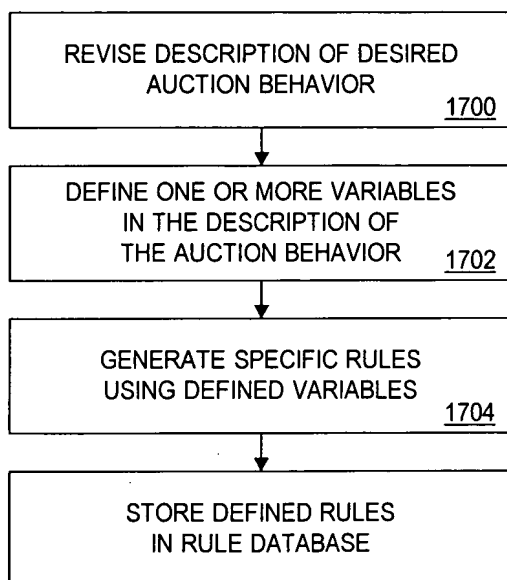 REVISE DESCRIPTION OF DESIRED
AUCTION BEHAVIOR
1700
DEFINE ONE OR MORE VARIABLES
IN THE DESCRIPTION OF
THE AUCTION BEHAVIOR
1702
GENERATE SPECIFIC RULES
USING DEFINED VARIABLES
1704
STORE DEFINED RULES
IN RULE DATABASE